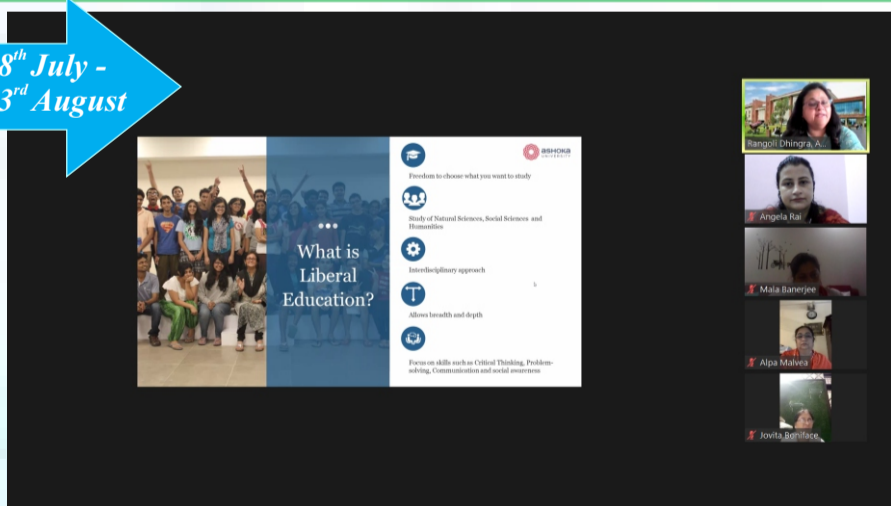 8th July -
3rd August
ASHOKA
UNIVERSITY
Freedom to choose what you want to study
Study of Natural Sciences, Social Sciences and
Humanities
What is
Liberal
Education?
Interdisciplinary approach
T
Allows breadth and depth
Focus on skills such as Critical Thinking, Problem-
solving, Communication and social awareness
Rangoli Dhingra, A...
Angela Rai
Mala Banerjee
Alpa Malvea
Jovita Boniface